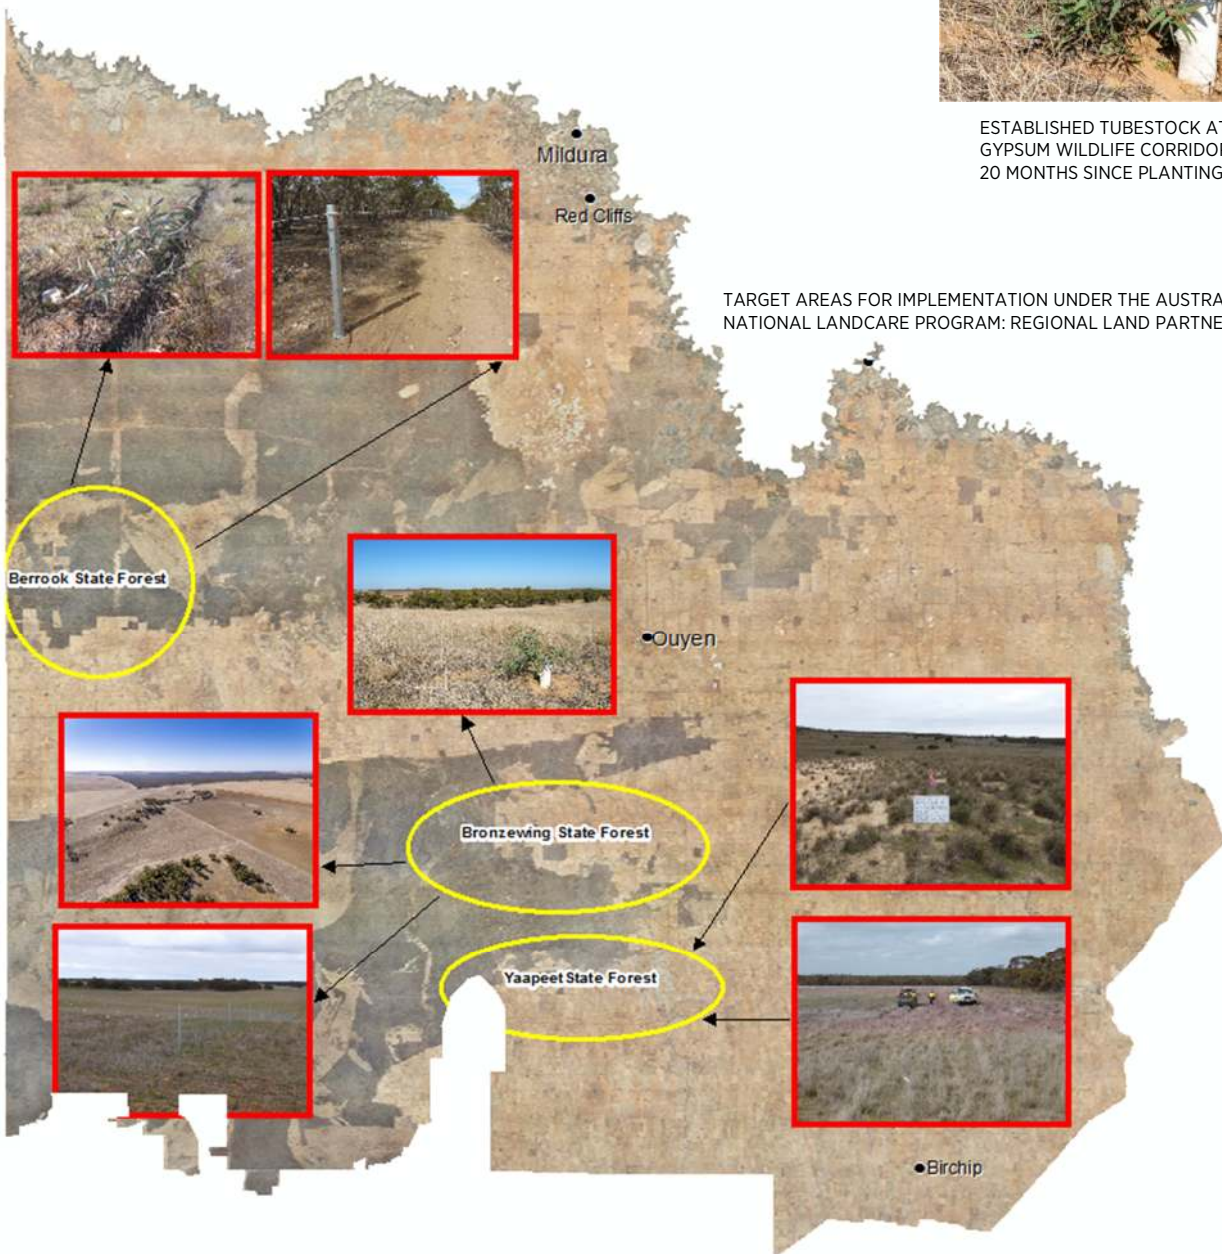 ESTABLISHED TUBESTOCK AT
GYPSUM WILDLIFE CORRIDOR
20 MONTHS SINCE PLANTING
Mildura
Red Cliffs
TARGET AREAS FOR IMPLEMENTATION UNDER THE AUSTRA
NATIONAL LANDCARE PROGRAM: REGIONAL LAND PARTNE
Berrook State Forest
Ouyen
Bronzewing State Forest
Yaapeet State Forest
Birchip